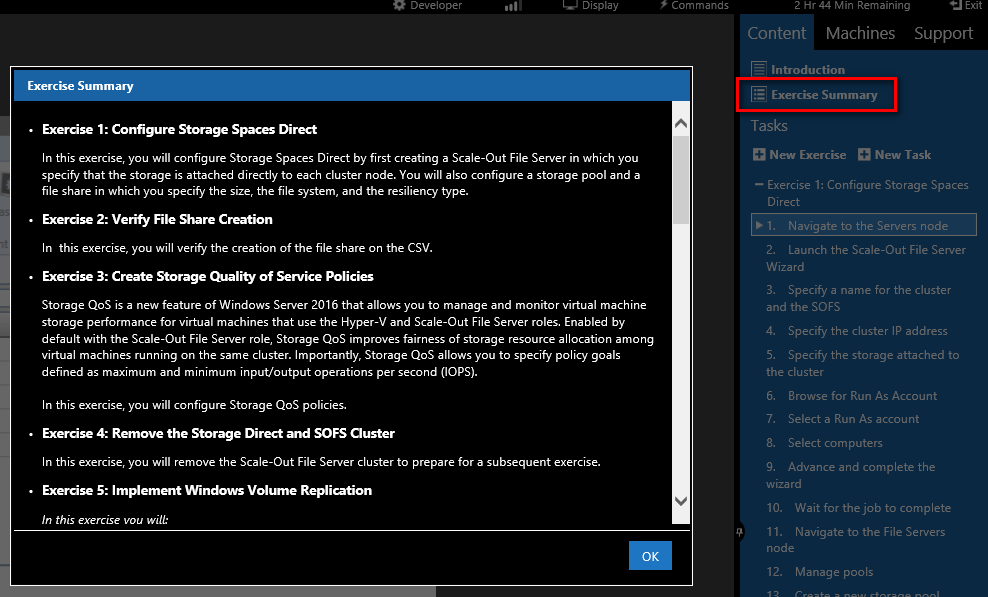 Developer Display Commands 2 Hr 44 Min Remaining Exit
Content Machines Support
Introduction
Exercise Summary
Tasks
New Exercise New Task
Exercise 1: Configure Storage Spaces
Direct
1. Navigate to the Servers node
2. Launch the Scale-Out File Server
Wizard
3. Specify a name for the cluster
and the SOFS
4. Specify the cluster IP address
5. Specify the storage attached to
the cluster
6. Browse for Run As Account
7. Select a Run As account
8. Select computers
9. Advance and complete the
wizard
10. Wait for the job to complete
11. Navigate to the File Servers
node
12. Manage pools
13. Create a new storage pool
Exercise Summary
• Exercise 1: Configure Storage Spaces Direct
In this exercise, you will configure Storage Spaces Direct by first creating a Scale-Out File Server in which you
specify that the storage is attached directly to each cluster node. You will also configure a storage pool and a
file share in which you specify the size, the file system, and the resiliency type.
• Exercise 2: Verify File Share Creation
In this exercise, you will verify the creation of the file share on the CSV.
• Exercise 3: Create Storage Quality of Service Policies
Storage QoS is a new feature of Windows Server 2016 that allows you to manage and monitor virtual machine
storage performance for virtual machines that use the Hyper-V and Scale-Out File Server roles. Enabled by
default with the Scale-Out File Server role, Storage QoS improves fairness of storage resource allocation among
virtual machines running on the same cluster. Importantly, Storage QoS allows you to specify policy goals
defined as maximum and minimum input/output operations per second (IOPS).
In this exercise, you will configure Storage QoS policies.
• Exercise 4: Remove the Storage Direct and SOFS Cluster
In this exercise, you will remove the Scale-Out File Server cluster to prepare for a subsequent exercise.
• Exercise 5: Implement Windows Volume Replication
In this exercise you will:
OK